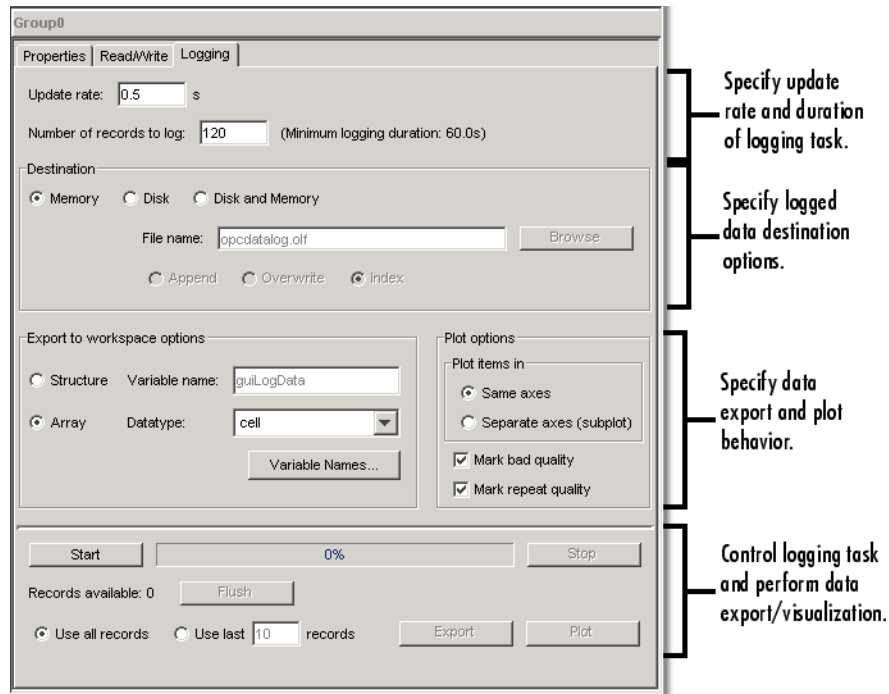 Group0
Properties Read/Write Logging
Update rate: 0.5 s
Number of records to log: 120 (Minimum logging duration: 60.0s)
Specify update
rate and duration
of logging task.
Destination
Memory Disk Disk and Memory
File name: opcdatalog.olf Browse
Append Overwrite Index
Specify logged
data destination
options.
Export to workspace options
Structure Variable name: guiLogData
Array Datatype: cell
Variable Names...
Plot options
Plot items in
Same axes
Separate axes (subplot)
Mark bad quality
Mark repeat quality
Specify data
export and plot
behavior.
Start 0% Stop
Records available: 0 Flush
Use all records Use last 10 records Export Plot
Control logging task
and perform data
export/visualization.